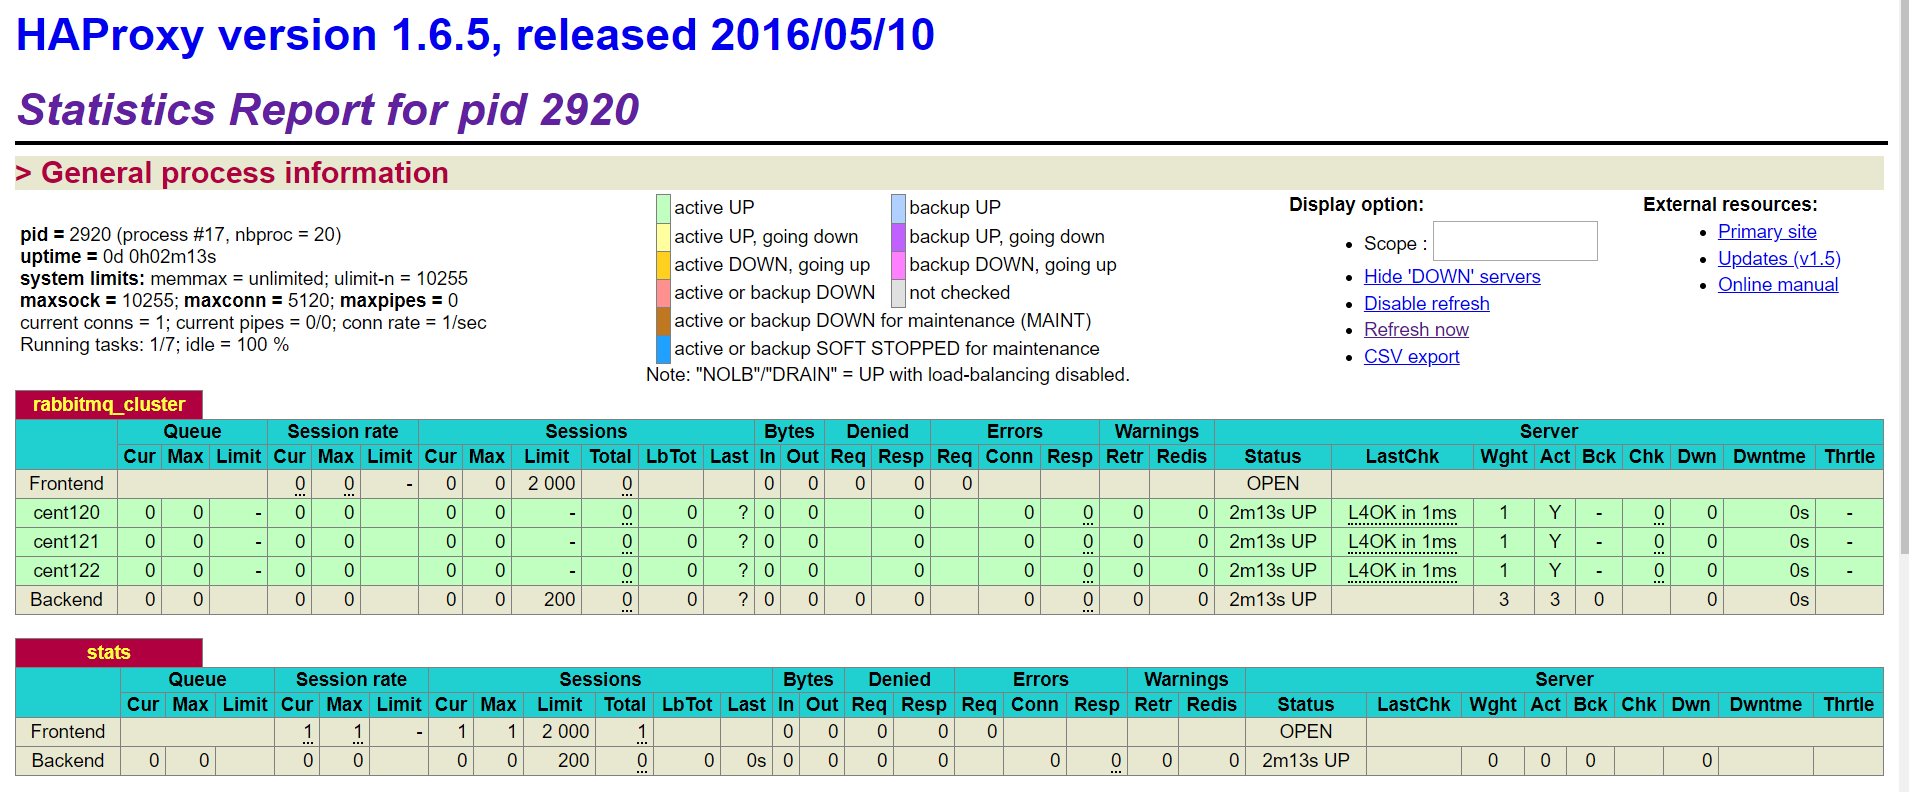 HAProxy version 1.6.5, released 2016/05/10
Statistics Report for pid 2920
> General process information
pid = 2920 (process #17, nbproc = 20)
uptime = 0d 0h02m13s
system limits: memmax = unlimited; ulimit-n = 10255
maxsock = 10255; maxconn = 5120; maxpipes = 0
current conns = 1; current pipes = 0/0; conn rate = 1/sec
Running tasks: 1/7; idle = 100 %
active UP backup UP
active UP, going down backup UP, going down
active DOWN, going up backup DOWN, going up
active or backup DOWN not checked
active or backup DOWN for maintenance (MAINT)
active or backup SOFT STOPPED for maintenance
Note: "NOLB"/"DRAIN" = UP with load-balancing disabled.
Display option:
• Scope :
• Hide 'DOWN' servers
• Disable refresh
• Refresh now
• CSV export
External resources:
• Primary site
• Updates (v1.5)
• Online manual
rabbitmq_cluster
Queue Session rate Sessions Bytes Denied Errors Warnings Server
Cur Max Limit Cur Max Limit Cur Max Limit Total LbTot Last In Out Req Resp Req Conn Resp Retr Redis Status LastChk Wght Act Bck Chk Dwn Dwntme Thrtle
Frontend 0 0 - 0 0 2 000 0 0 0 0 0 0 OPEN
cent120 0 0 - 0 0 0 0 - 0 0 ? 0 0 0 0 0 0 0 2m13s UP L4OK in 1ms 1 Y - 0 0 0s -
cent121 0 0 - 0 0 0 0 - 0 0 ? 0 0 0 0 0 0 0 2m13s UP L4OK in 1ms 1 Y - 0 0 0s -
cent122 0 0 - 0 0 0 0 - 0 0 ? 0 0 0 0 0 0 0 2m13s UP L4OK in 1ms 1 Y - 0 0 0s -
Backend 0 0 0 0 0 0 200 0 0 ? 0 0 0 0 0 0 0 0 2m13s UP 3 3 0 0 0s
stats
Queue Session rate Sessions Bytes Denied Errors Warnings Server
Cur Max Limit Cur Max Limit Cur Max Limit Total LbTot Last In Out Req Resp Req Conn Resp Retr Redis Status LastChk Wght Act Bck Chk Dwn Dwntme Thrtle
Frontend 1 1 - 1 1 2 000 1 0 0 0 0 0 OPEN
Backend 0 0 0 0 0 0 200 0 0 0s 0 0 0 0 0 0 0 0 2m13s UP 0 0 0 0